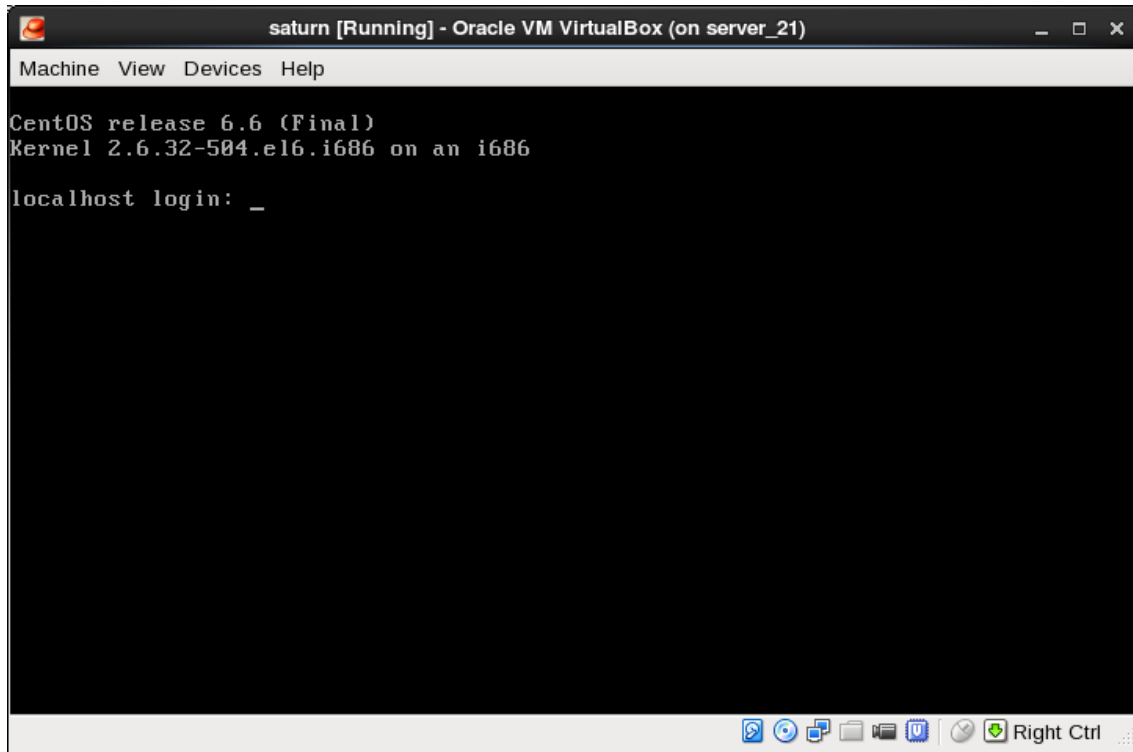 saturn [Running] - Oracle VM VirtualBox (on server_21)
Machine View Devices Help
CentOS release 6.6 (Final)
Kernel 2.6.32-504.el6.i686 on an i686
localhost login: _
Right Ctrl